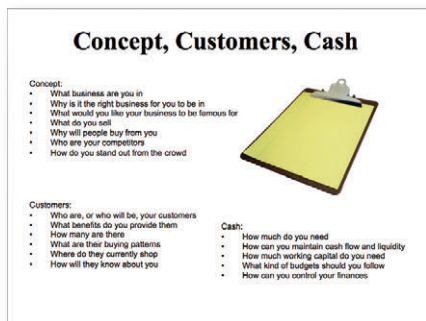 Concept, Customers, Cash
Concept:
• What business are you in
• Why is it the right business for you to be in
• What would you like your business to be famous for
• What do you sell
• Why will people buy from you
• Who are your competitors
• How do you stand out from the crowd
Customers:
• Who are, or who will be, your customers
• What benefits do you provide them
• How many are there
• What are their buying patterns
• Where do they currently shop
• How will they know about you
Cash:
• How much do you need
• How can you maintain cash flow and liquidity
• How much working capital do you need
• What kind of budgets should you follow
• How can you control your finances